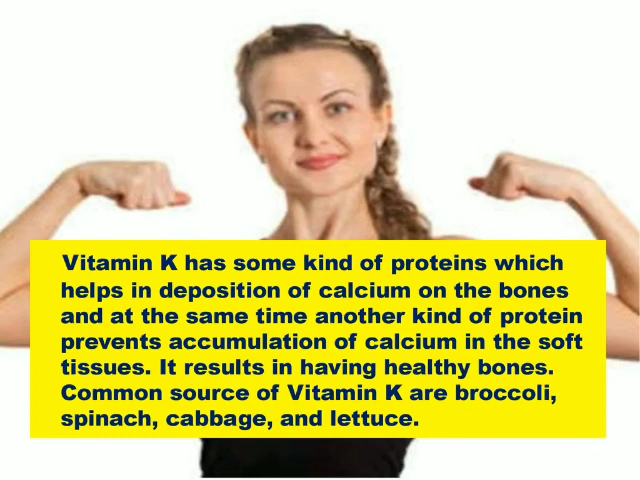 Vitamin K has some kind of proteins which
helps in deposition of calcium on the bones
and at the same time another kind of protein
prevents accumulation of calcium in the soft
tissues. It results in having healthy bones.
Common source of Vitamin K are broccoli,
spinach, cabbage, and lettuce.